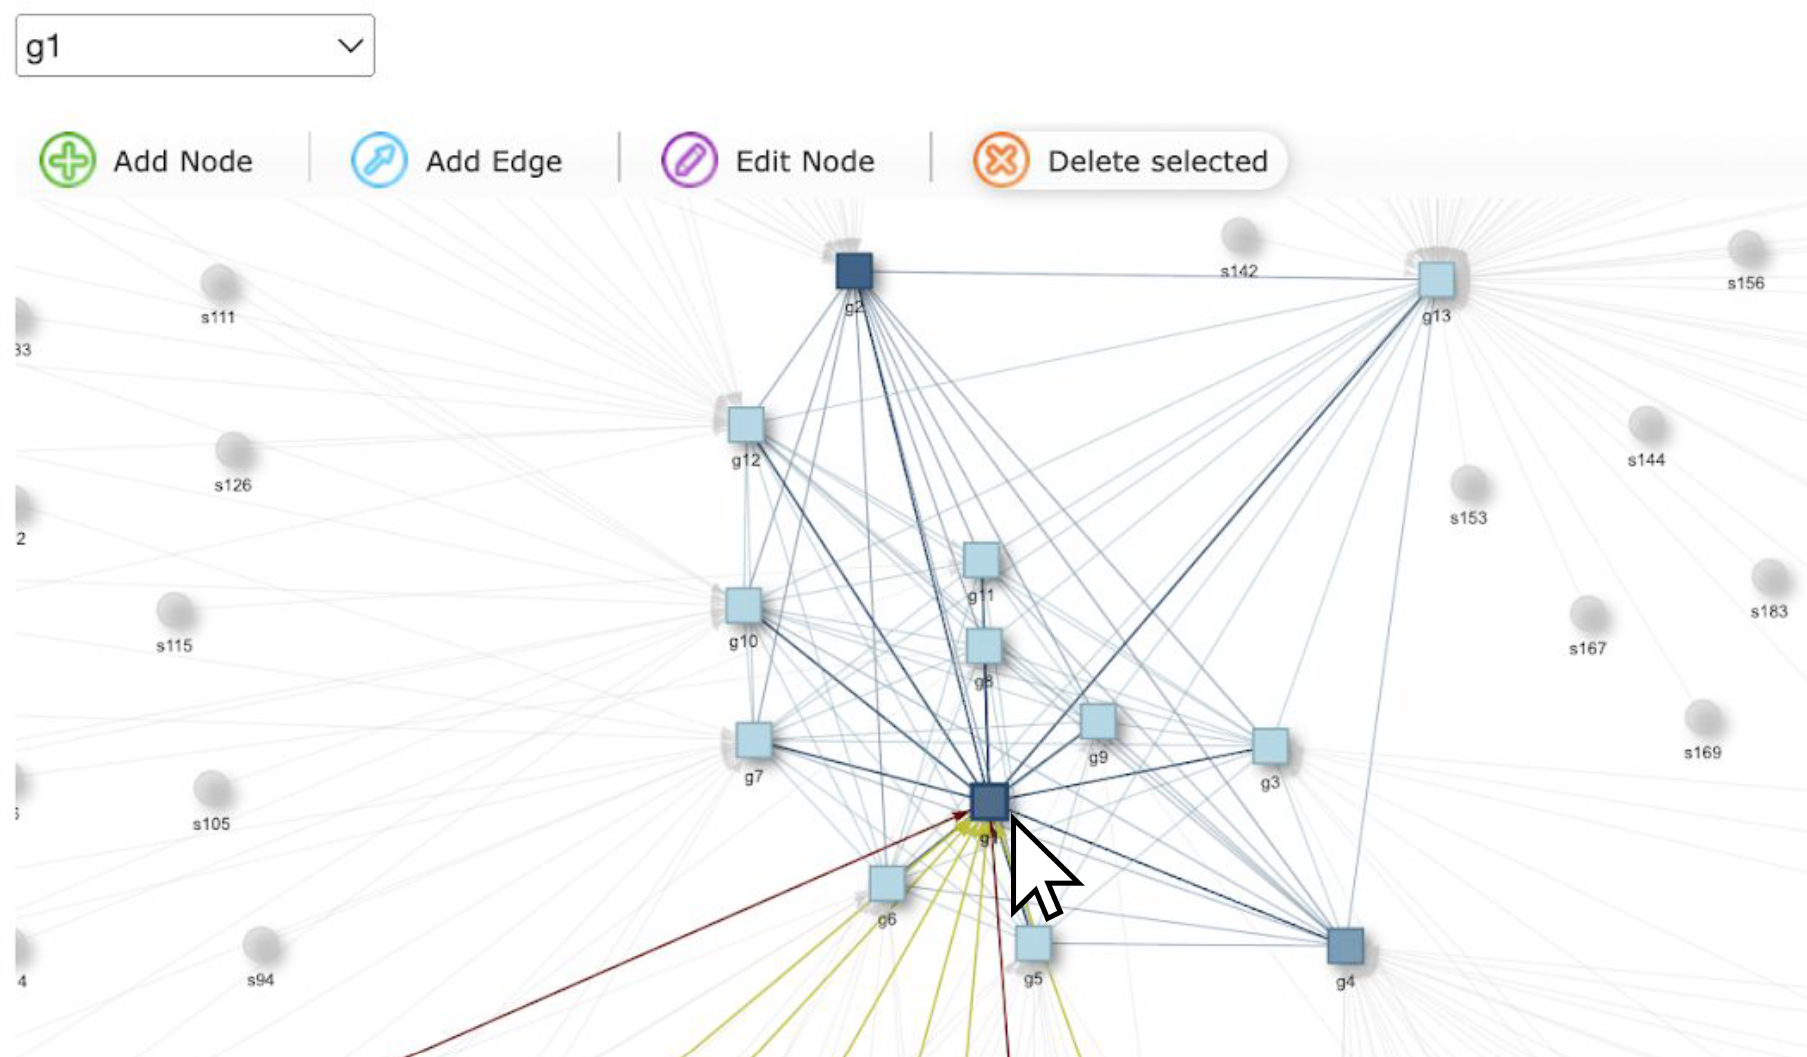 g1
Add Node
Add Edge
Edit Node
Delete selected
g2
s142
g13
s156
s111
33
g12
s144
s126
s153
2
g11
s183
g10
s115
s167
g8
g9
s169
g7
g3
s105
g1
g6
g5
g4
s94
4